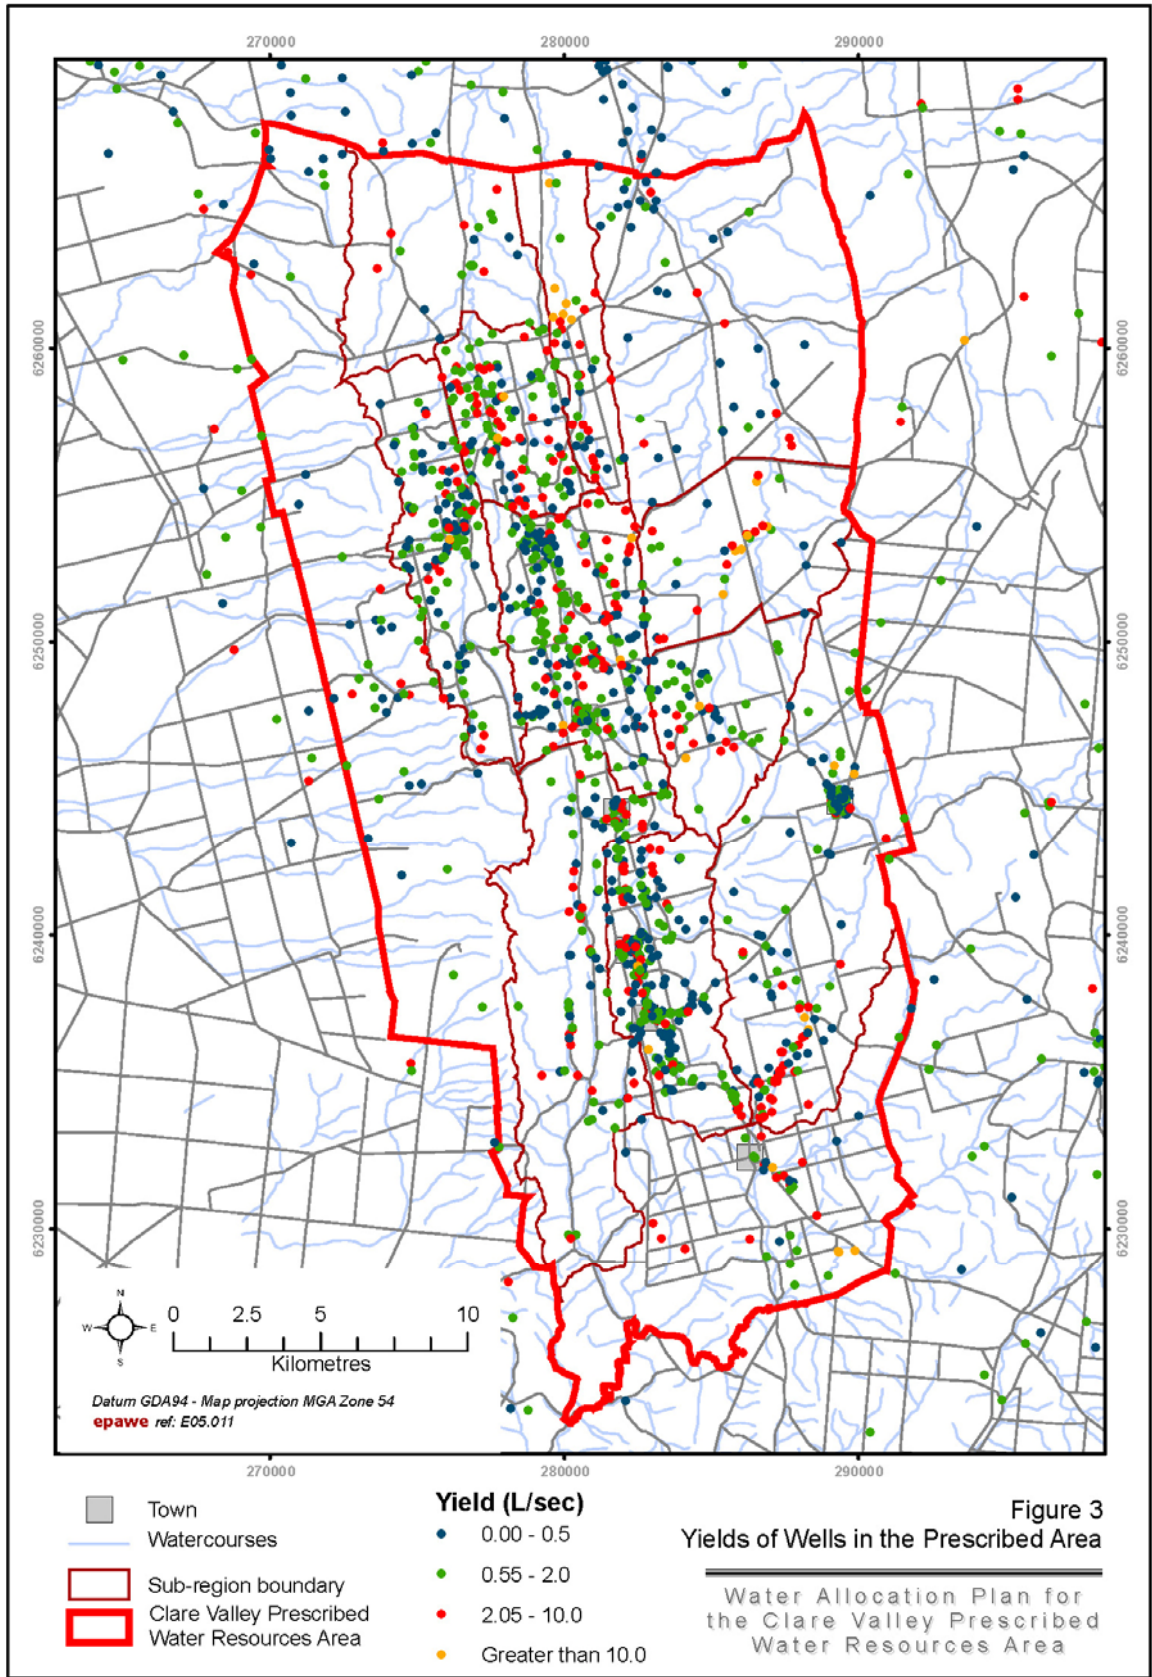 270000 280000 290000
6260000 6260000
6250000 6250000
6240000 6240000
6230000 6230000
N
W E
S
0 2.5 5 10
Kilometres
Datum GDA94 - Map projection MGA Zone 54
epawe ref: E05.011
270000 280000 290000
Town
Watercourses
Sub-region boundary
Clare Valley Prescribed
Water Resources Area
Yield (L/sec)
0.00 - 0.5
0.55 - 2.0
2.05 - 10.0
Greater than 10.0
Figure 3
Yields of Wells in the Prescribed Area
Water Allocation Plan for
the Clare Valley Prescribed
Water Resources Area